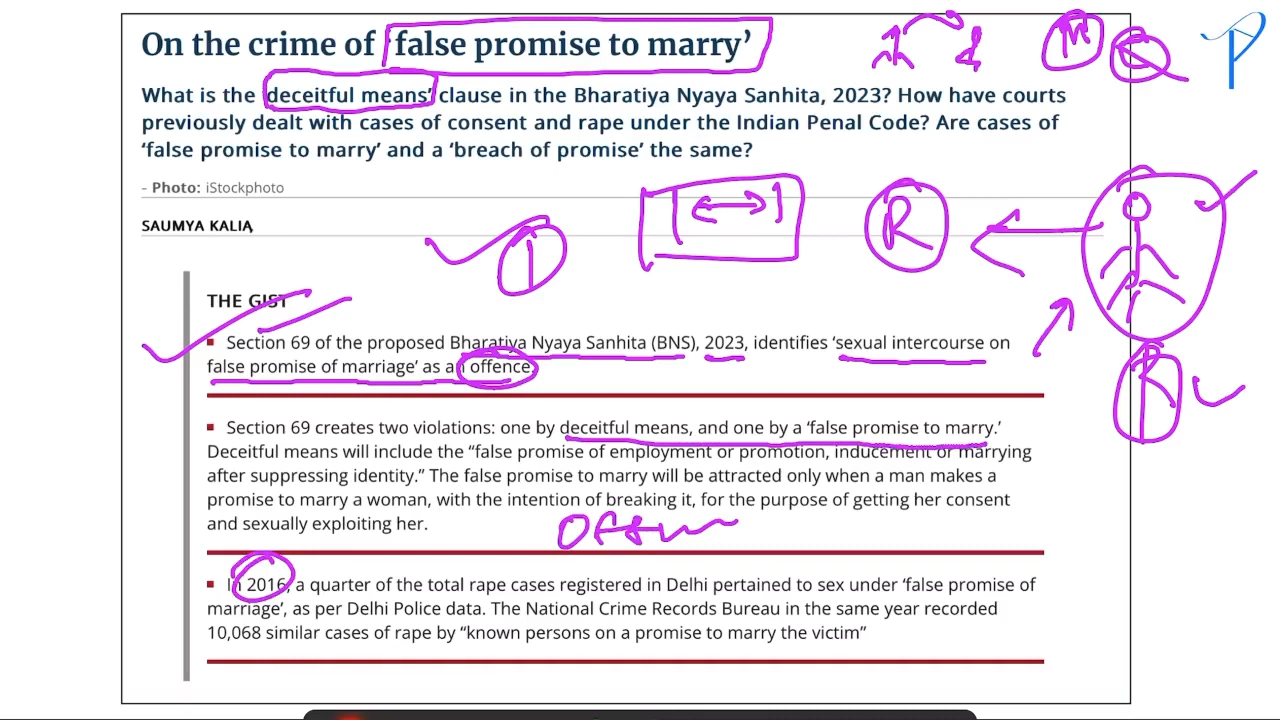 On the crime of ‘false promise to marry’
What is the ‘deceitful means’ clause in the Bharatiya Nyaya Sanhita, 2023? How have courts
previously dealt with cases of consent and rape under the Indian Penal Code? Are cases of
‘false promise to marry’ and a ‘breach of promise’ the same?
- Photo: iStockphoto
SAUMYA KALIA
M
R
1
R
THE GIST
Section 69 of the proposed Bharatiya Nyaya Sanhita (BNS), 2023, identifies ‘sexual intercourse on
false promise of marriage’ as an offence.
Section 69 creates two violations: one by deceitful means, and one by a ‘false promise to marry.’
Deceitful means will include the “false promise of employment or promotion, inducement or marrying
after suppressing identity.” The false promise to marry will be attracted only when a man makes a
promise to marry a woman, with the intention of breaking it, for the purpose of getting her consent
and sexually exploiting her.
In 2016, a quarter of the total rape cases registered in Delhi pertained to sex under ‘false promise of
marriage’, as per Delhi Police data. The National Crime Records Bureau in the same year recorded
10,068 similar cases of rape by “known persons on a promise to marry the victim”